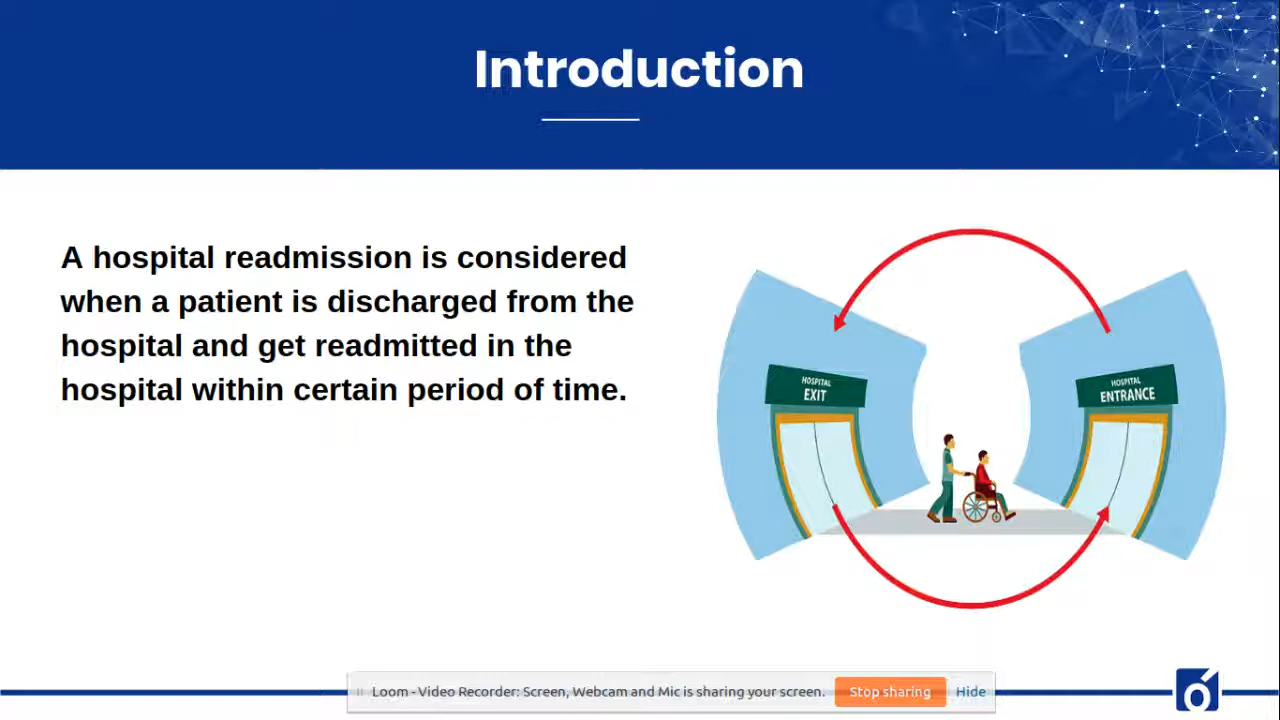 Introduction
A hospital readmission is considered
when a patient is discharged from the
hospital and get readmitted in the
hospital within certain period of time.
HOSPITAL
EXIT
HOSPITAL
ENTRANCE
Loom - Video Recorder: Screen, Webcam and Mic is sharing your screen. Stop sharing Hide